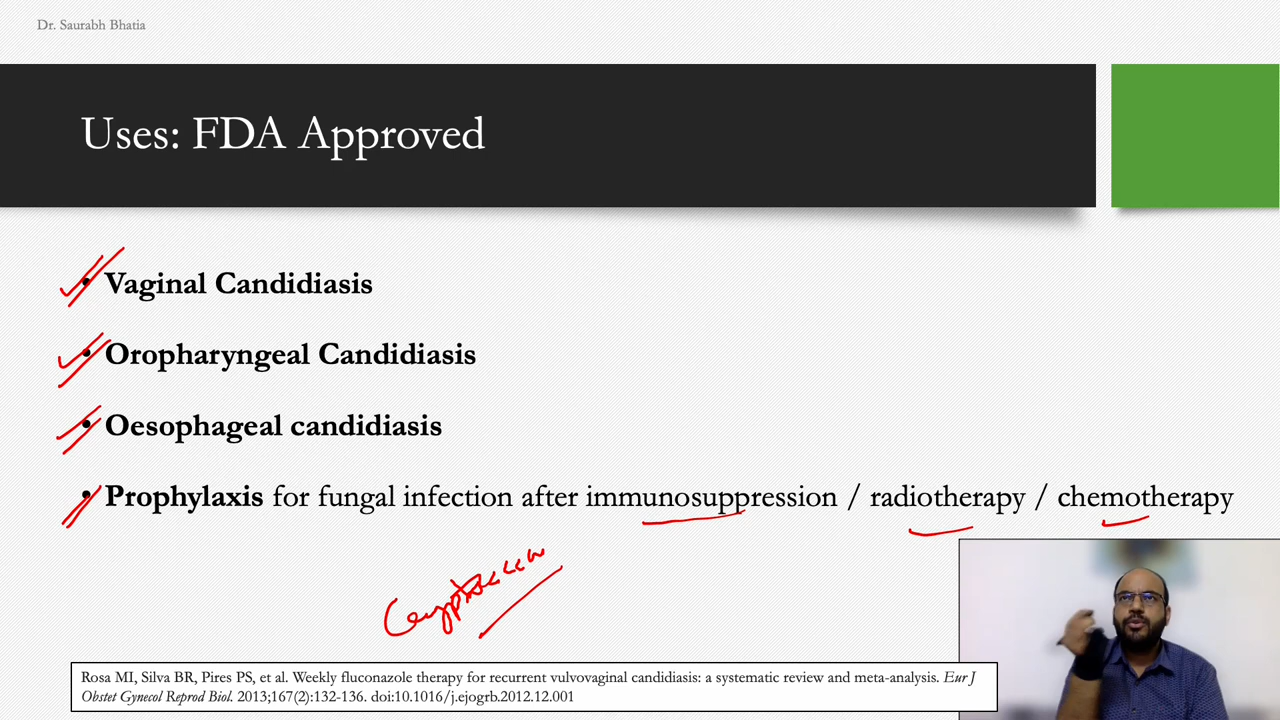 Dr. Saurabh Bhatia
Uses: FDA Approved
• Vaginal Candidiasis
• Oropharyngeal Candidiasis
• Oesophageal candidiasis
• Prophylaxis for fungal infection after immunosuppression / radiotherapy / chemotherapy
Rosa MI, Silva BR, Pires PS, et al. Weekly fluconazole therapy for recurrent vulvovaginal candidiasis: a systematic review and meta-analysis. Eur J
Obstet Gynecol Reprod Biol. 2013;167(2):132-136. doi:10.1016/j.ejogrb.2012.12.001